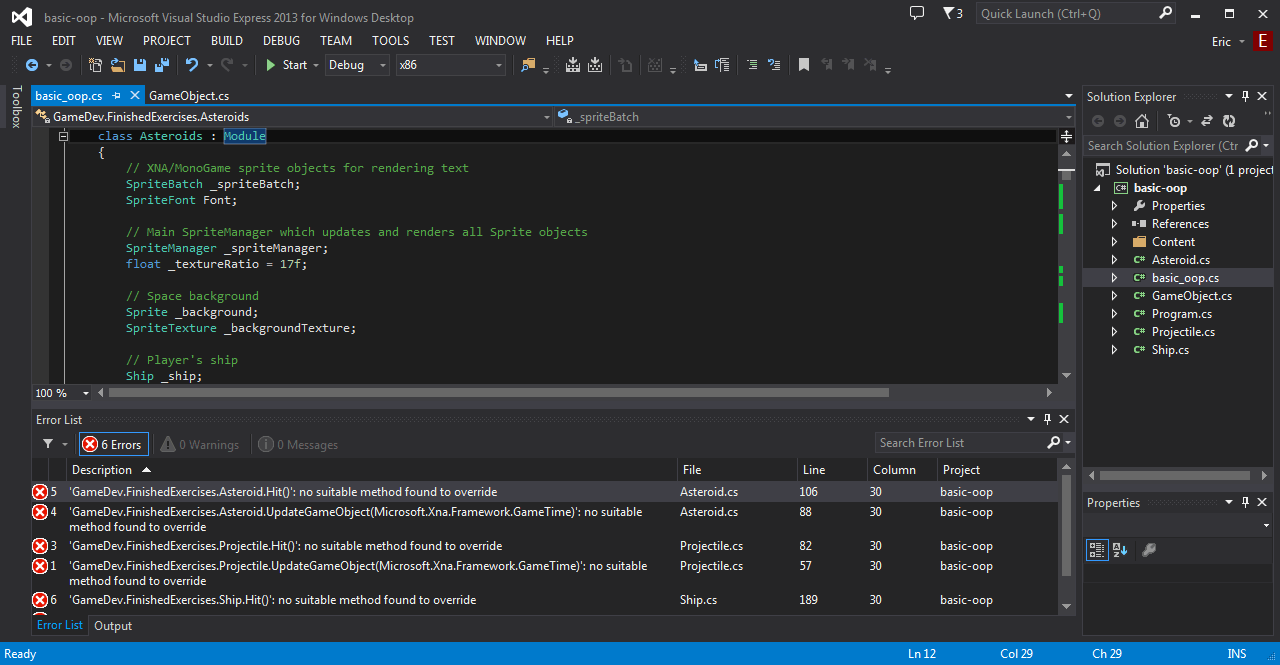 basic-oop - Microsoft Visual Studio Express 2013 for Windows Desktop
3
Quick Launch (Ctrl+Q)
FILE EDIT VIEW PROJECT BUILD DEBUG TEAM TOOLS TEST WINDOW HELP
Eric E
Start Debug x86
Toolbox
basic_oop.cs GameObject.cs
GameDev.FinishedExercises.Asteroids _spriteBatch
class Asteroids : Module
{
// XNA/MonoGame sprite objects for rendering text
SpriteBatch _spriteBatch;
SpriteFont Font;
// Main SpriteManager which updates and renders all Sprite objects
SpriteManager _spriteManager;
float _textureRatio = 17f;
// Space background
Sprite _background;
SpriteTexture _backgroundTexture;
// Player's ship
Ship _ship;
100 %
Error List
6 Errors 0 Warnings 0 Messages
Search Error List
Description File Line Column Project
5 'GameDev.FinishedExercises.Asteroid.Hit()': no suitable method found to override Asteroid.cs 106 30 basic-oop
4 'GameDev.FinishedExercises.Asteroid.UpdateGameObject(Microsoft.Xna.Framework.GameTime)': no suitable Asteroid.cs 88 30 basic-oop
method found to override
3 'GameDev.FinishedExercises.Projectile.Hit()': no suitable method found to override Projectile.cs 82 30 basic-oop
1 'GameDev.FinishedExercises.Projectile.UpdateGameObject(Microsoft.Xna.Framework.GameTime)': no suitable Projectile.cs 57 30 basic-oop
method found to override
6 'GameDev.FinishedExercises.Ship.Hit()': no suitable method found to override Ship.cs 189 30 basic-oop
Error List Output
Solution Explorer
Search Solution Explorer (Ctr
Solution 'basic-oop' (1 project
C# basic-oop
Properties
References
Content
C# Asteroid.cs
C# basic_oop.cs
C# GameObject.cs
C# Program.cs
C# Projectile.cs
C# Ship.cs
Properties
Ready Ln 12 Col 29 Ch 29 INS